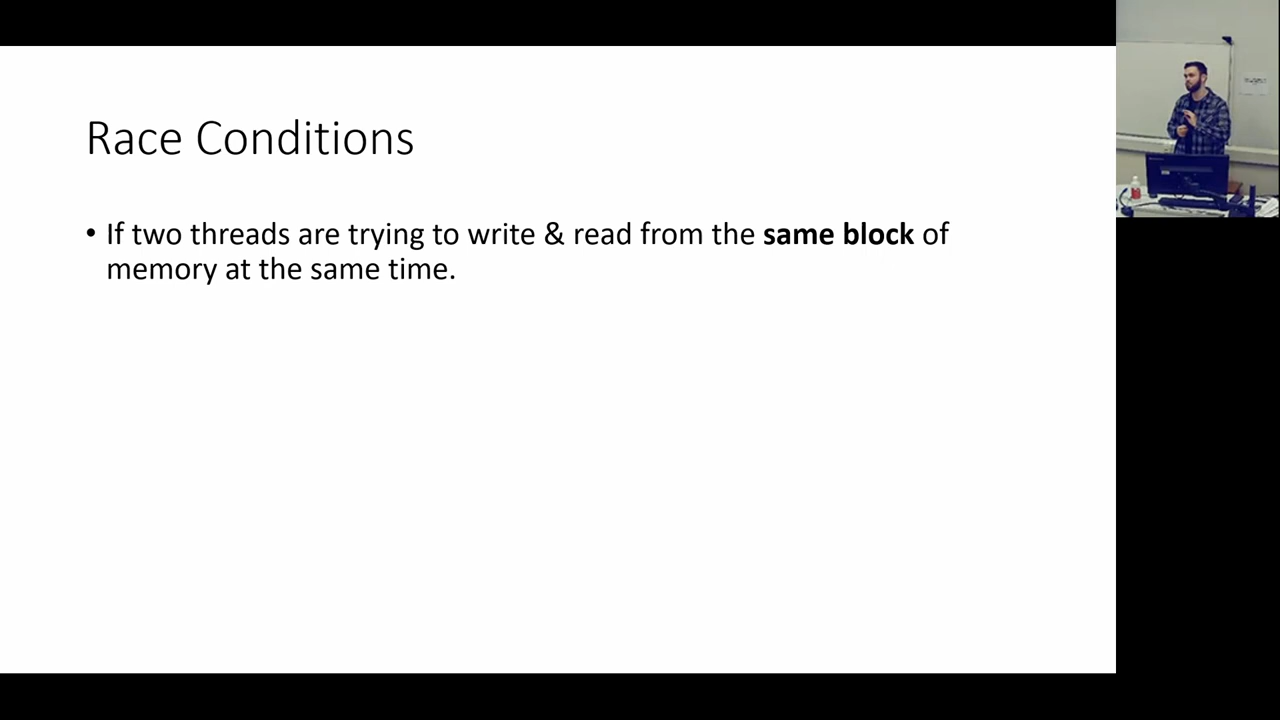 Race Conditions
• If two threads are trying to write & read from the same block of
memory at the same time.